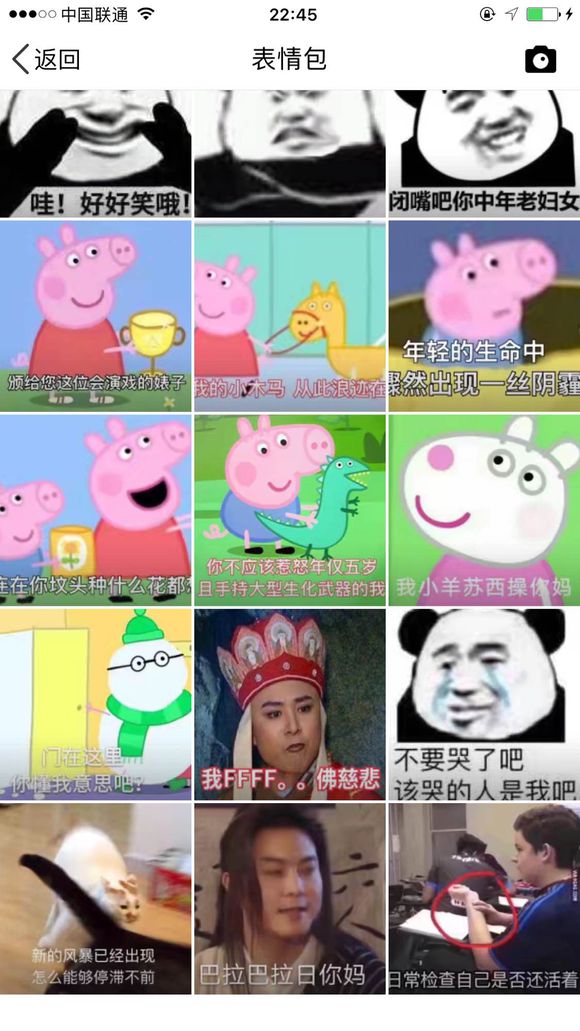 中国联通
22:45
返回
表情包
哇！好好笑哦！
闭嘴吧你中年老妇女
颁给您这位会演戏的婊子
我的小木马 从此浪迹在
年轻的生命中
骤然出现一丝阴霾
连在你坟头种什么花都
你不应该惹怒年仅五岁
且手持大型生化武器的我
我小羊苏西操你妈
门在这里
你懂我意思吧?
我FFFF。。佛慈悲
不要哭了吧
该哭的人是我吧
新的风暴已经出现
怎么能够停滞不前
巴拉巴拉日你妈
日常检查自己是否还活着